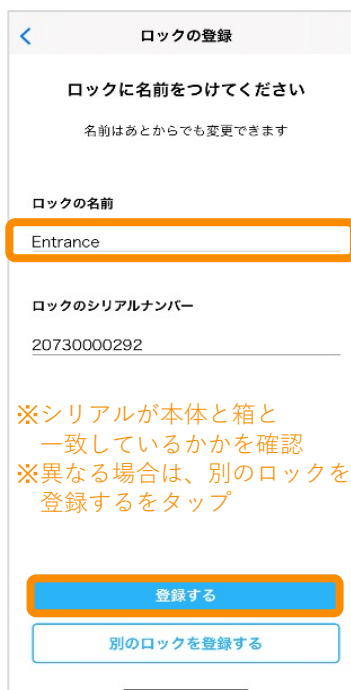 ロックの登録
ロックに名前をつけてください
名前はあとからでも変更できます
ロックの名前
Entrance
ロックのシリアルナンバー
20730000292
※シリアルが本体と箱と
一致しているかかを確認
※異なる場合は、別のロックを
登録するをタップ
登録する
別のロックを登録する